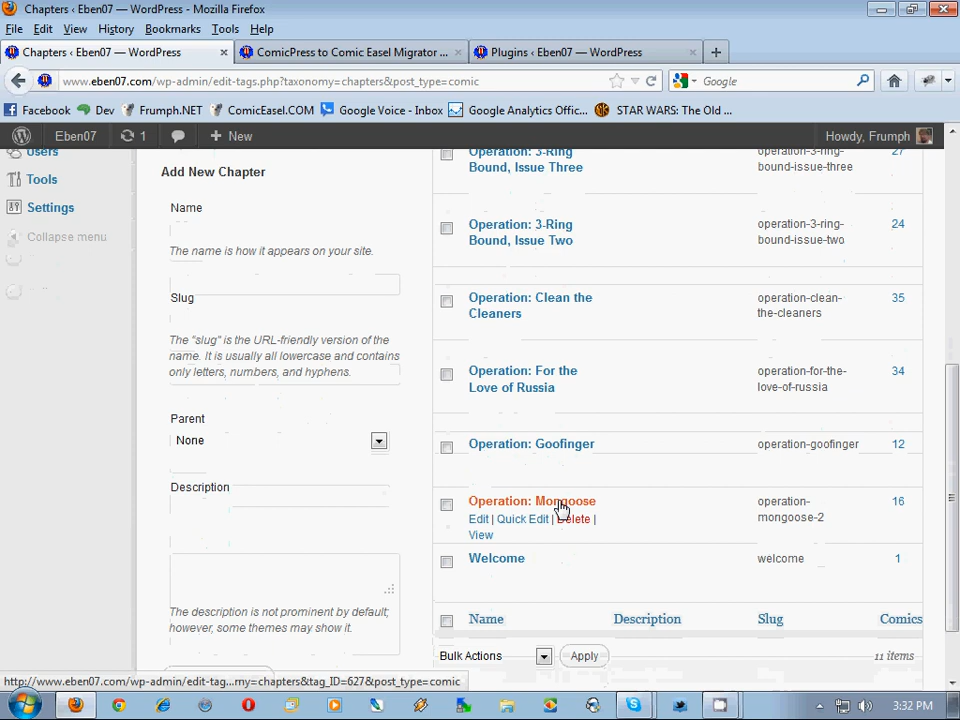 Chapters ‹ Eben07 — WordPress - Mozilla Firefox
File Edit View History Bookmarks Tools Help
Chapters ‹ Eben07 — WordPress × ComicPress to Comic Easel Migrator ... × Plugins ‹ Eben07 — WordPress × +
www.eben07.com/wp-admin/edit-tags.php?taxonomy=chapters&post_type=comic Google
Facebook Dev Frumph.NET ComicEasel.COM Google Voice - Inbox Google Analytics Offic... STAR WARS: The Old ...
Eben07 1 + New Howdy, Frumph
Users
Tools
Settings
Collapse menu
Add New Chapter
Name
The name is how it appears on your site.
Slug
The "slug" is the URL-friendly version of the
name. It is usually all lowercase and contains
only letters, numbers, and hyphens.
Parent
None
Description
The description is not prominent by default;
however, some themes may show it.
Operation: 3-Ring
Bound, Issue Three
operation-3-ring-
bound-issue-three
27
Operation: 3-Ring
Bound, Issue Two
operation-3-ring-
bound-issue-two
24
Operation: Clean the
Cleaners
operation-clean-
the-cleaners
35
Operation: For the
Love of Russia
operation-for-the-
love-of-russia
34
Operation: Goofinger
operation-goofinger
12
Operation: Mongoose
Edit | Quick Edit | Delete |
View
operation-
mongoose-2
16
Welcome
welcome
1
Name Description Slug Comics
Bulk Actions Apply 11 items
http://www.eben07.com/wp-admin/edit-tag...my=chapters&tag_ID=627&post_type=comic
3:32 PM